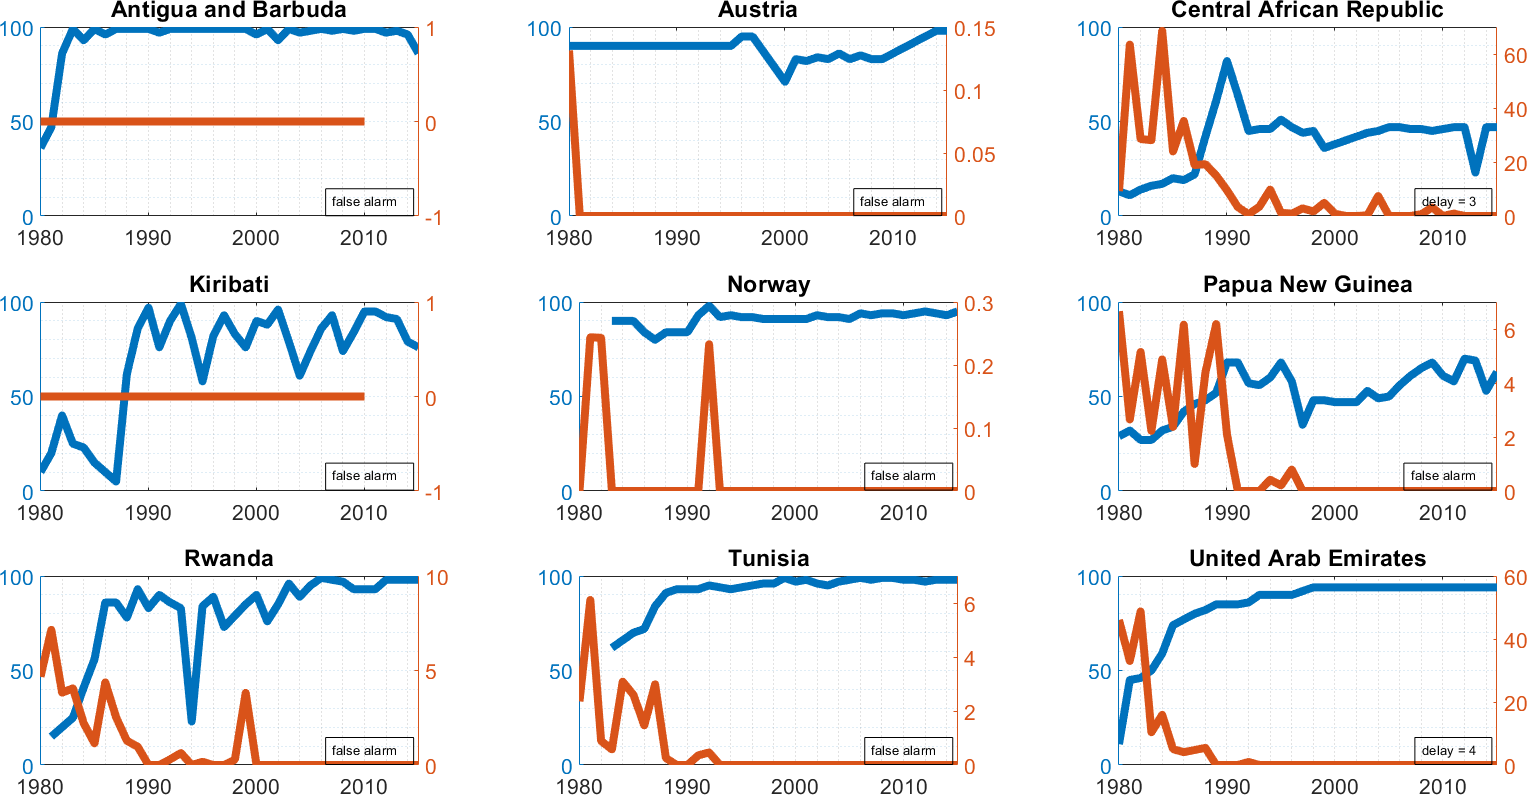 Antigua and Barbuda
100
50
0
1
0
-1
false alarm
1980 1990 2000 2010
Austria
100
50
0
0.15
0.1
0.05
0
false alarm
1980 1990 2000 2010
Central African Republic
100
50
0
60
40
20
0
delay = 3
1980 1990 2000 2010
Kiribati
100
50
0
1
0
-1
false alarm
1980 1990 2000 2010
Norway
100
50
0
0.3
0.2
0.1
0
false alarm
1980 1990 2000 2010
Papua New Guinea
100
50
0
6
4
2
0
false alarm
1980 1990 2000 2010
Rwanda
100
50
0
10
5
0
false alarm
1980 1990 2000 2010
Tunisia
100
50
0
6
4
2
0
false alarm
1980 1990 2000 2010
United Arab Emirates
100
50
0
60
40
20
0
delay = 4
1980 1990 2000 2010